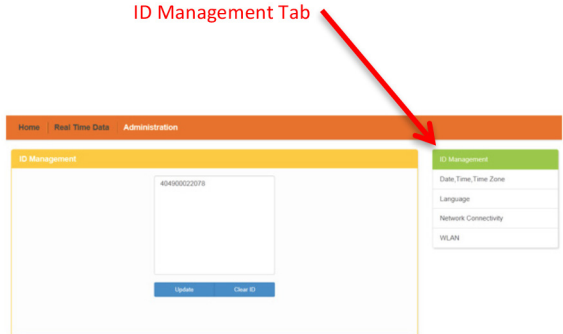 ID Management Tab
Home Real Time Data Administration
ID Management
404900022078
Update Clear ID
ID Management
Date,Time,Time Zone
Language
Network Connectivity
WLAN